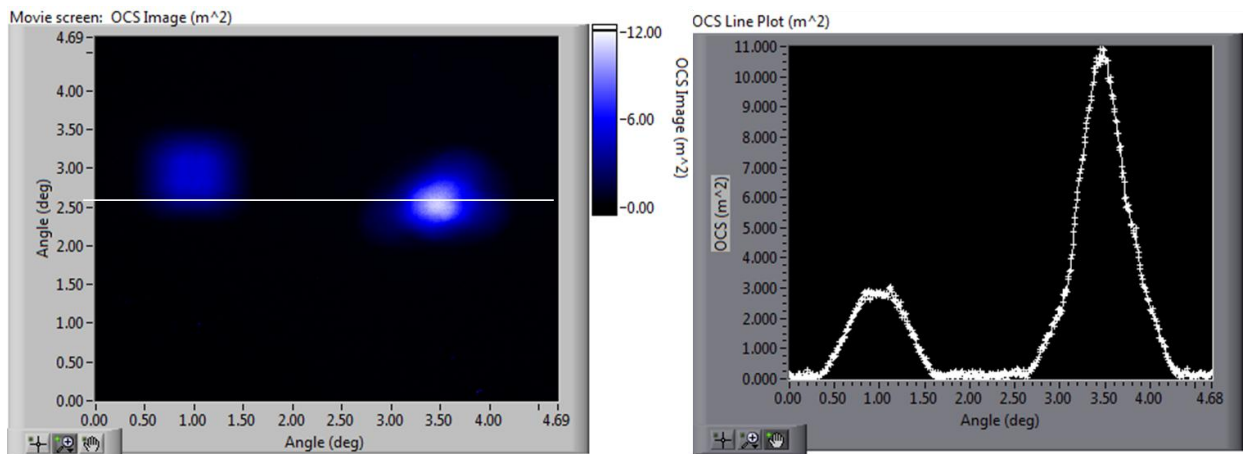 Movie screen: OCS Image (m^2)
4.69
4.00
3.50
3.00
2.50
2.00
1.50
1.00
0.50
0.00
Angle (deg)
0.00 0.50 1.00 1.50 2.00 2.50 3.00 3.50 4.00 4.69
Angle (deg)
12.00
6.00
0.00
OCS Image (m^2)
OCS Line Plot (m^2)
11.000
10.000
9.000
8.000
7.000
6.000
5.000
4.000
3.000
2.000
1.000
0.000
OCS (m^2)
0.00 0.50 1.00 1.50 2.00 2.50 3.00 3.50 4.00 4.68
Angle (deg)